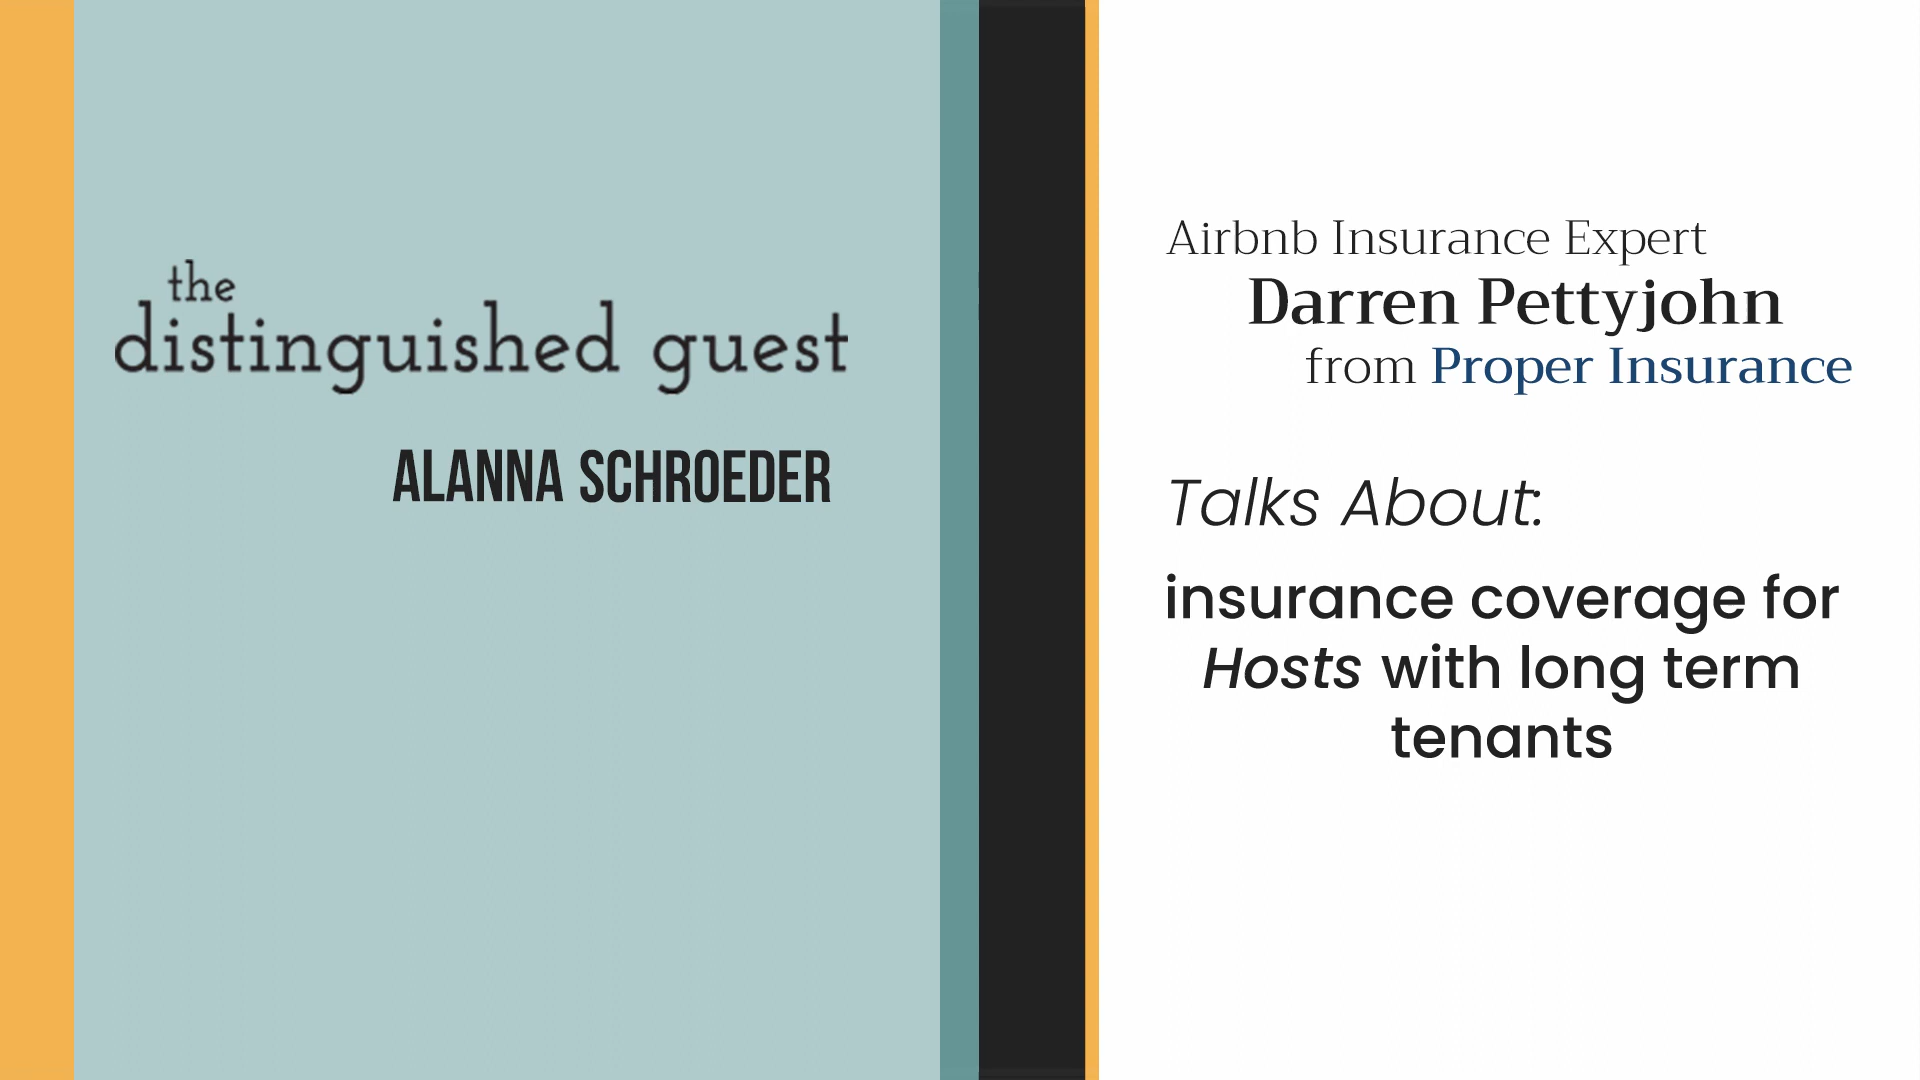 the
distinguished guest
ALANNA SCHROEDER
Airbnb Insurance Expert
Darren Pettyjohn
from Proper Insurance
Talks About:
insurance coverage for
Hosts with long term
tenants